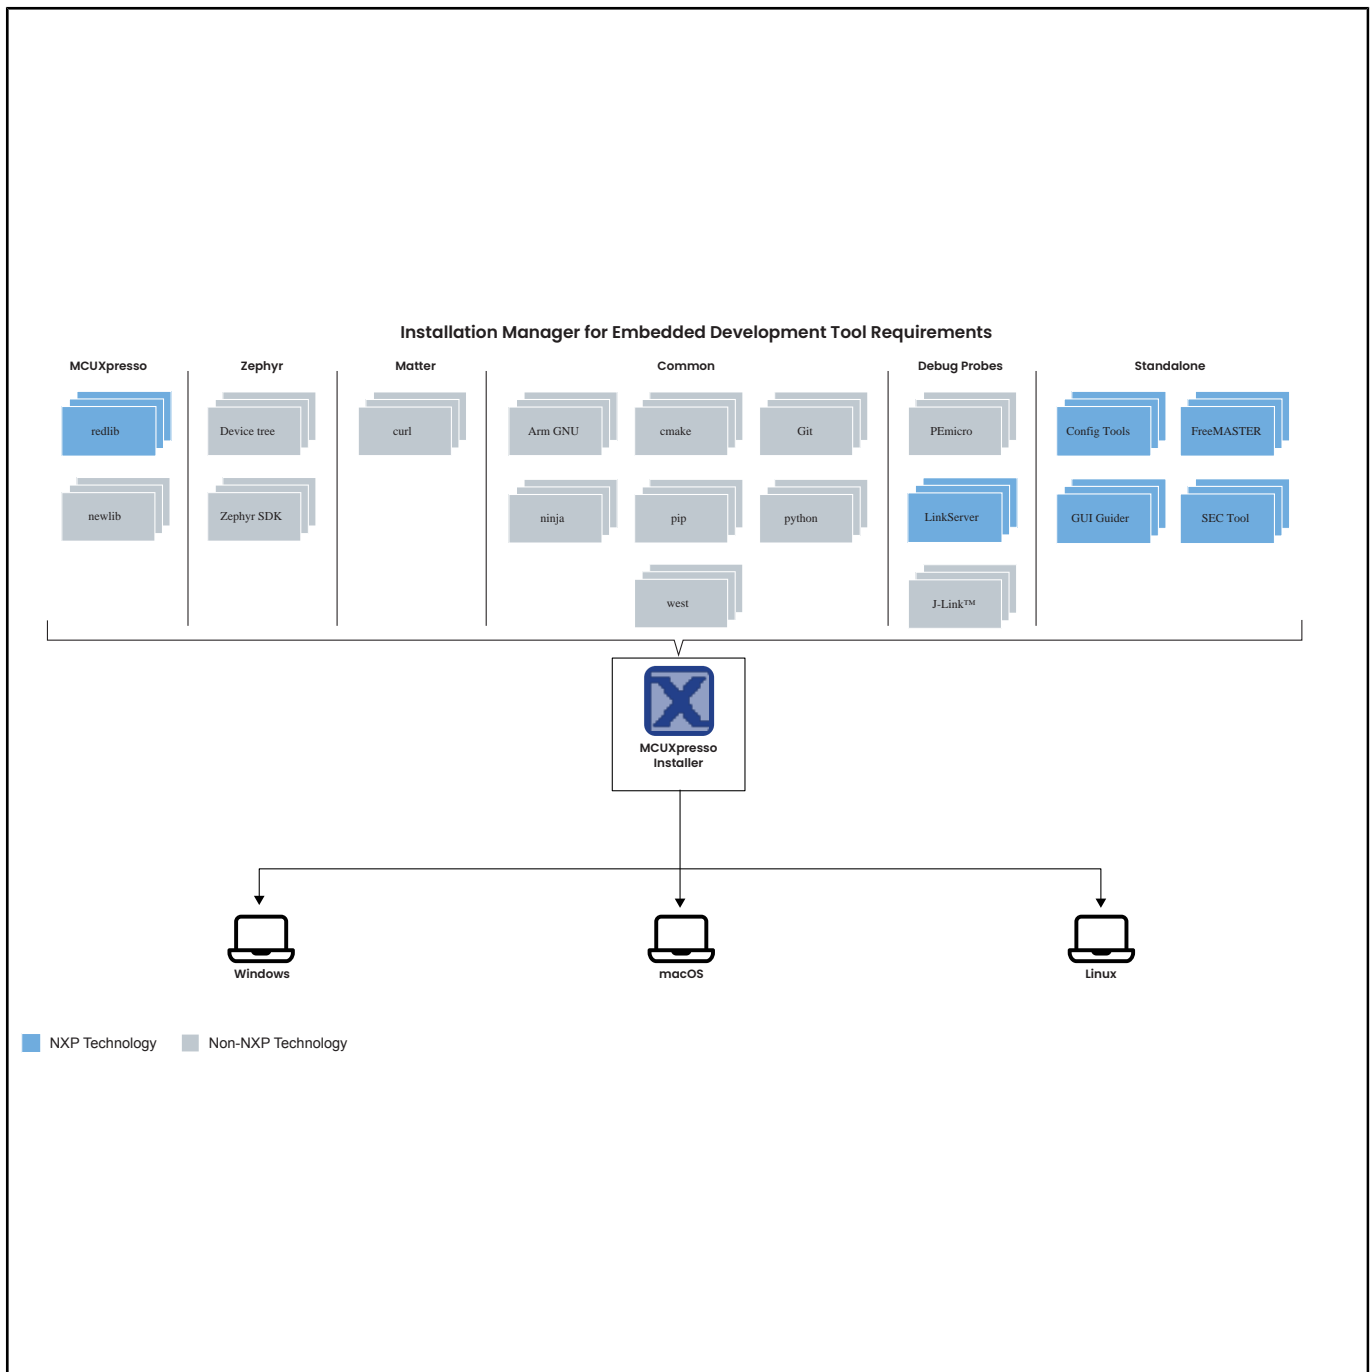 Installation Manager for Embedded Development Tool Requirements
MCUXpresso
Zephyr
Matter
Common
Debug Probes
Standalone
redlib
Device tree
curl
Arm GNU
cmake
Git
PEmicro
Config Tools
FreeMASTER
newlib
Zephyr SDK
ninja
pip
python
LinkServer
GUI Guider
SEC Tool
west
J-Link™
MCUXpresso
Installer
Windows
macOS
Linux
NXP Technology
Non-NXP Technology